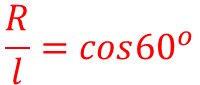 R/l = cos60°